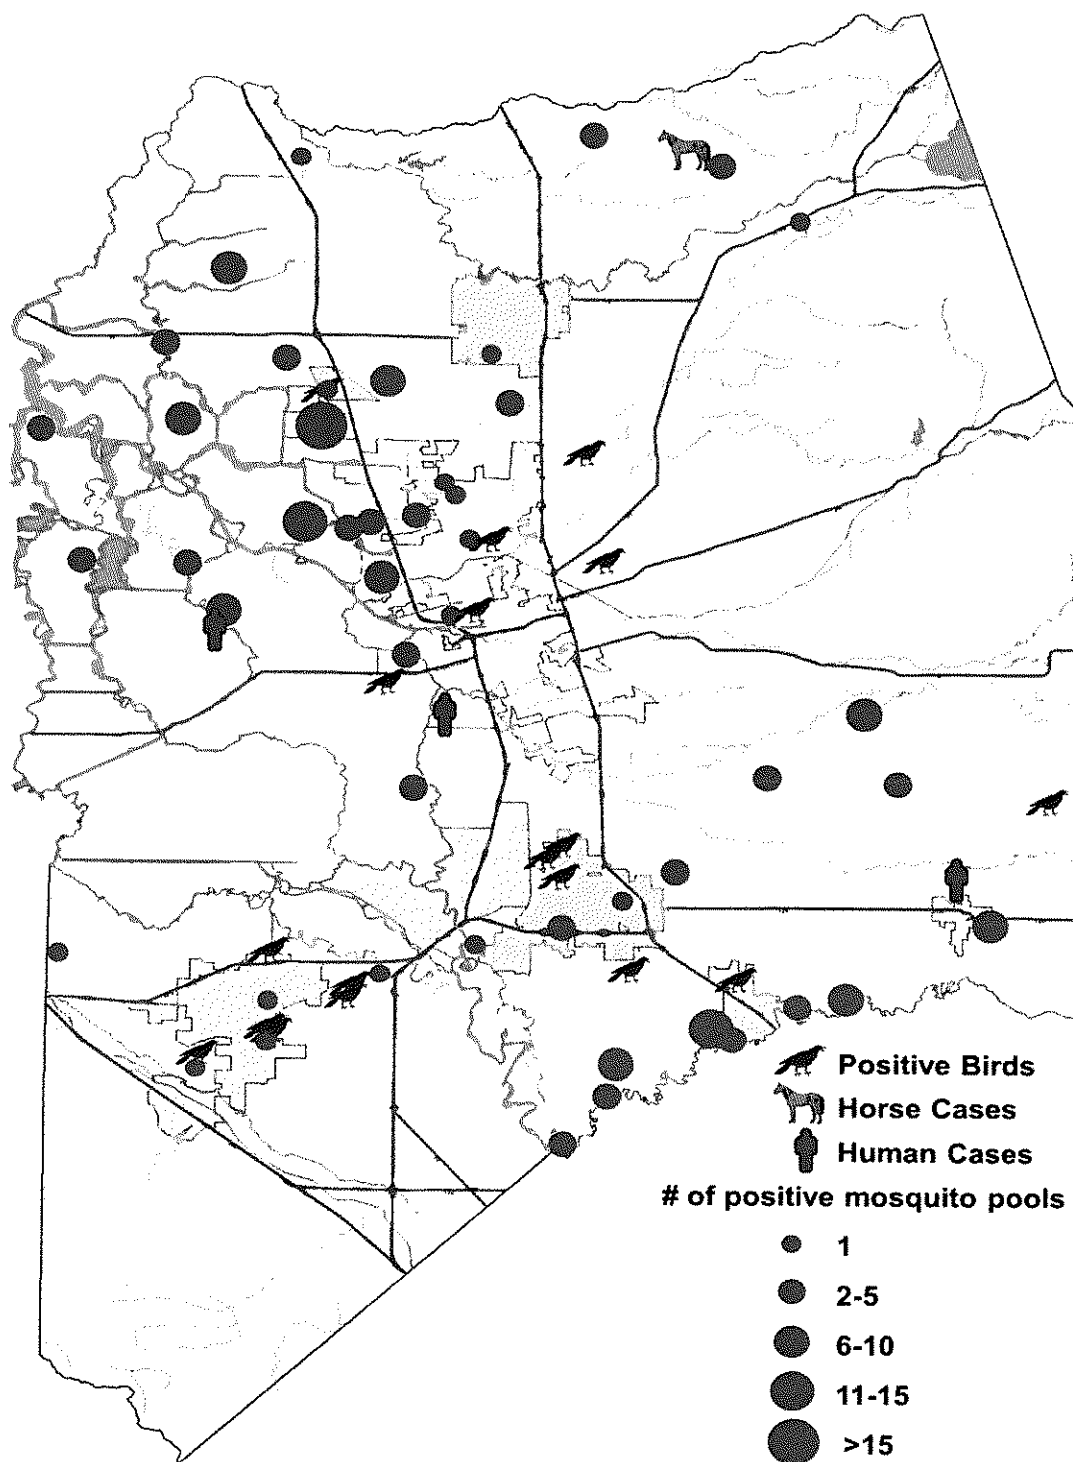 Positive Birds
Horse Cases
Human Cases
# of positive mosquito pools
1
2-5
6-10
11-15
>15